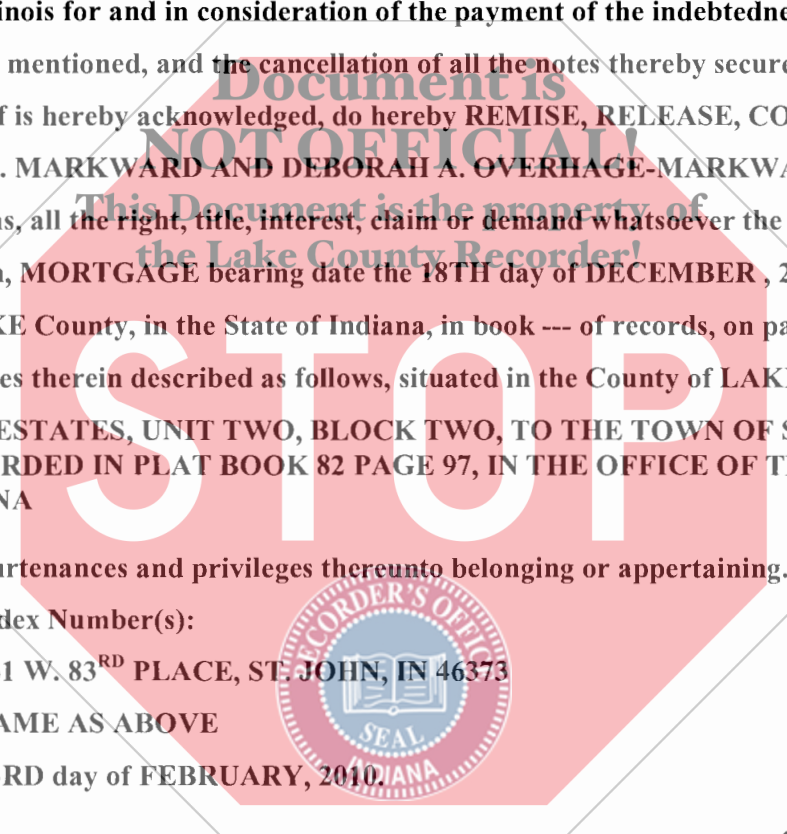 inois for and in consideration of the payment of the indebtedne
mentioned, and the cancellation of all the notes thereby secure
Document is
f is hereby acknowledged, do hereby REMISE, RELEASE, CO
NOT OFFICIAL!
. MARKWARD AND DEBORAH A. OVERHAGE-MARKWA
This Document is the property of
s, all the right, title, interest, claim or demand whatsoever the
the Lake County Recorder!
, MORTGAGE bearing date the 18TH day of DECEMBER , 2
KE County, in the State of Indiana, in book --- of records, on pa
es therein described as follows, situated in the County of LAKE
STOP
ESTATES, UNIT TWO, BLOCK TWO, TO THE TOWN OF S
RDED IN PLAT BOOK 82 PAGE 97, IN THE OFFICE OF T
NA
urtenances and privileges thereunto belonging or appertaining.
dex Number(s):
1 W. 83RD PLACE, ST. JOHN, IN 46373
AME AS ABOVE
RD day of FEBRUARY, 2010.
RECORDER'S OFFICE
SEAL
INDIANA